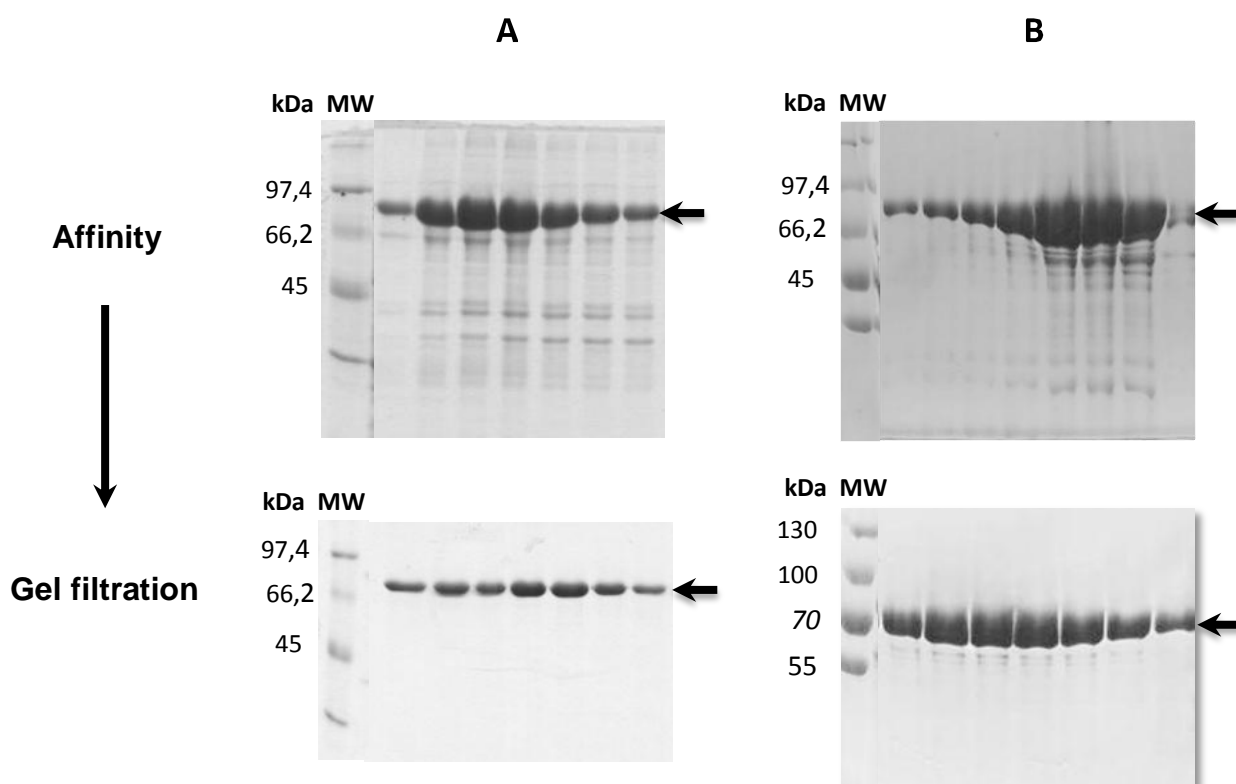 A
B
kDa MW
97,4
66,2
45
kDa MW
97,4
66,2
45
Affinity
Gel filtration
kDa MW
97,4
66,2
45
kDa MW
130
100
70
55